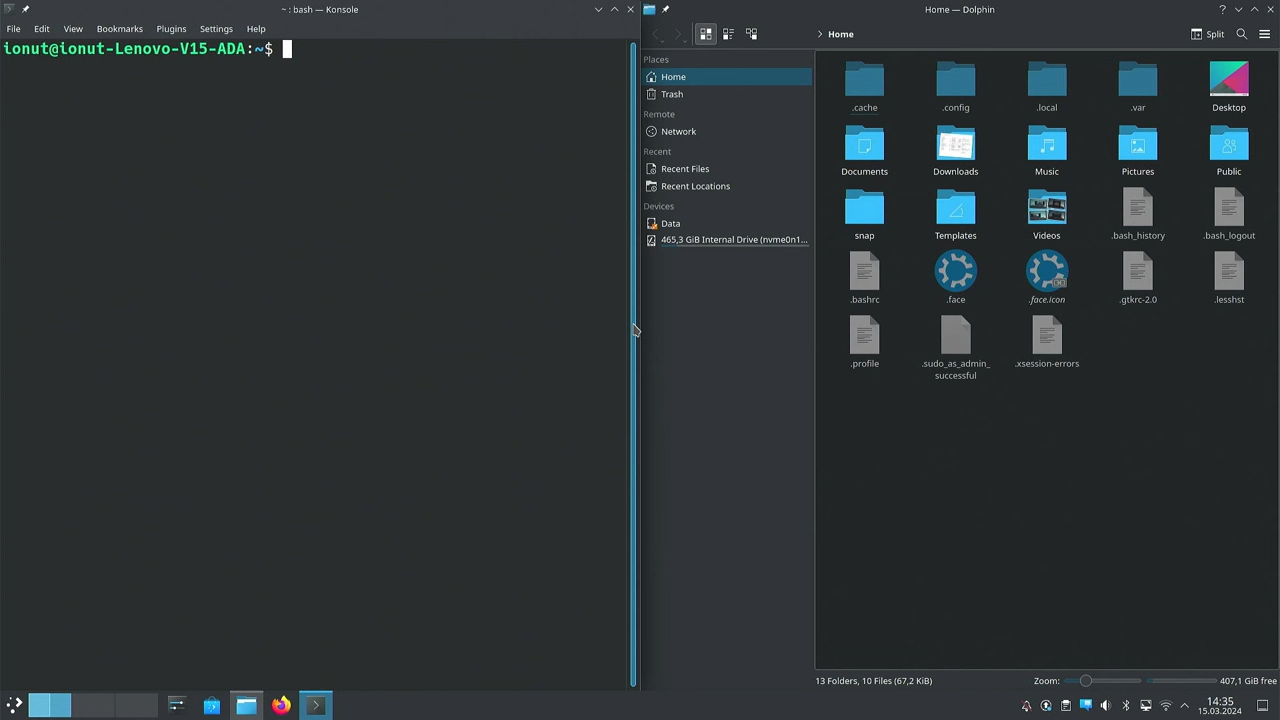 ~ : bash — Konsole
File Edit View Bookmarks Plugins Settings Help
ionut@ionut-Lenovo-V15-ADA:~$
Home — Dolphin
Home
Split
Places
Home
Trash
Remote
Network
Recent
Recent Files
Recent Locations
Devices
Data
465,3 GiB Internal Drive (nvme0n1...
.cache .config .local .var Desktop
Documents Downloads Music Pictures Public
snap Templates Videos .bash_history .bash_logout
.bashrc .face .face.icon .gtkrc-2.0 .lesshst
.profile .sudo_as_admin_ .xsession-errors
successful
13 Folders, 10 Files (67,2 KiB) Zoom: 407,1 GiB free
14:35
15.03.2024